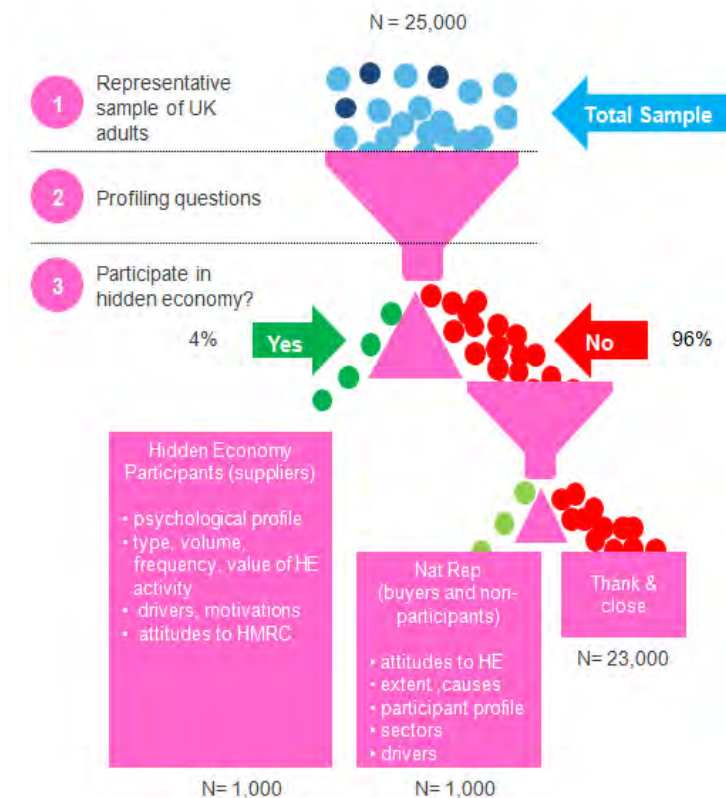 N = 25,000
1
Representative
sample of UK
adults
Total Sample
2
Profiling questions
3
Participate in
hidden economy?
4%
Yes
No
96%
Hidden Economy
Participants (suppliers)
• psychological profile
• type, volume,
frequency, value of HE
activity
• drivers, motivations
• attitudes to HMRC
Nat Rep
(buyers and non-
participants)
• attitudes to HE
• extent ,causes
• participant profile
• sectors
• drivers
Thank &
close
N= 23,000
N= 1,000
N= 1,000